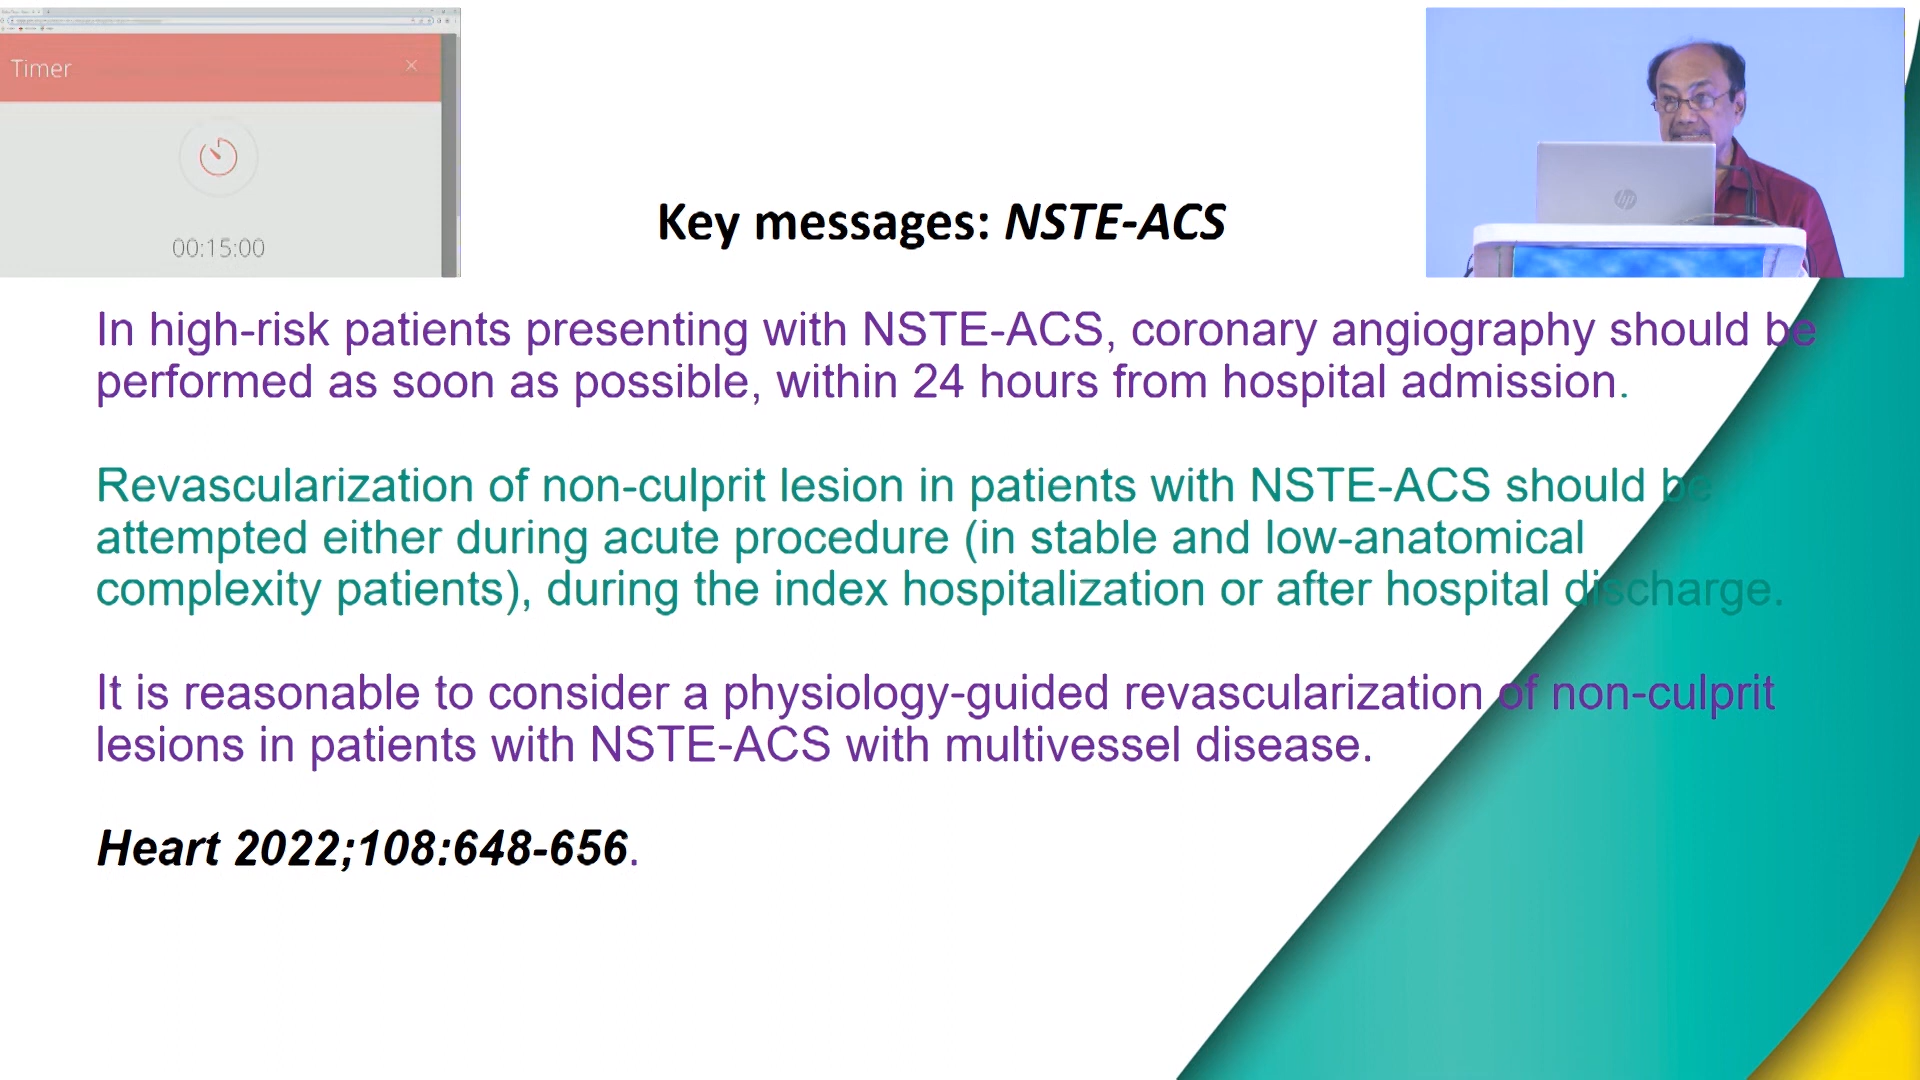 Timer
00:15:00
hp
Key messages: NSTE-ACS
In high-risk patients presenting with NSTE-ACS, coronary angiography should be
performed as soon as possible, within 24 hours from hospital admission.
Revascularization of non-culprit lesion in patients with NSTE-ACS should be
attempted either during acute procedure (in stable and low-anatomical
complexity patients), during the index hospitalization or after hospital discharge.
It is reasonable to consider a physiology-guided revascularization of non-culprit
lesions in patients with NSTE-ACS with multivessel disease.
Heart 2022;108:648-656.